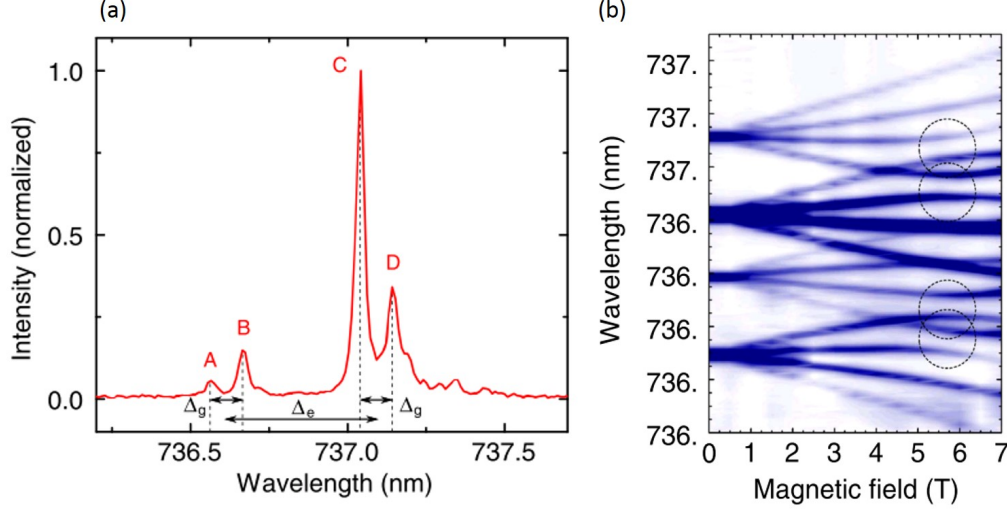 (a)
(b)
Intensity (normalized)
1.0
0.5
0.0
A
B
C
D
Δg
Δe
Δg
736.5
737.0
737.5
Wavelength (nm)
Wavelength (nm)
737.
737.
737.
736.
736.
736.
736.
736.
0 1 2 3 4 5 6 7
Magnetic field (T)